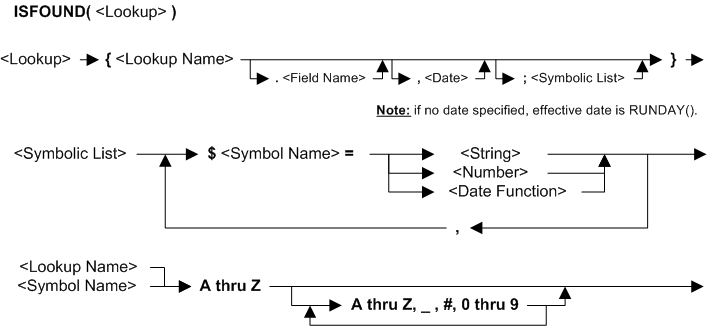 ISFOUND( <Lookup> )
<Lookup> { <Lookup Name> . <Field Name> , <Date> ; <Symbolic List> }
Note: if no date specified, effective date is RUNDAY().
<Symbolic List> $ <Symbol Name> = <String>
<Number>
<Date Function>
,
<Lookup Name>
<Symbol Name> A thru Z
A thru Z, _ , #, 0 thru 9